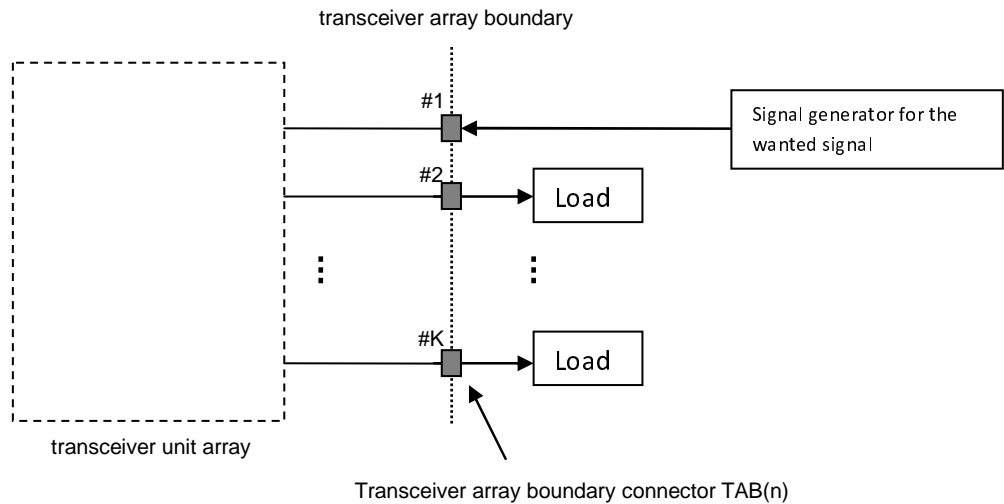 transceiver array boundary
#1
Signal generator for the
wanted signal
#2
Load
#K
Load
transceiver unit array
Transceiver array boundary connector TAB(n)